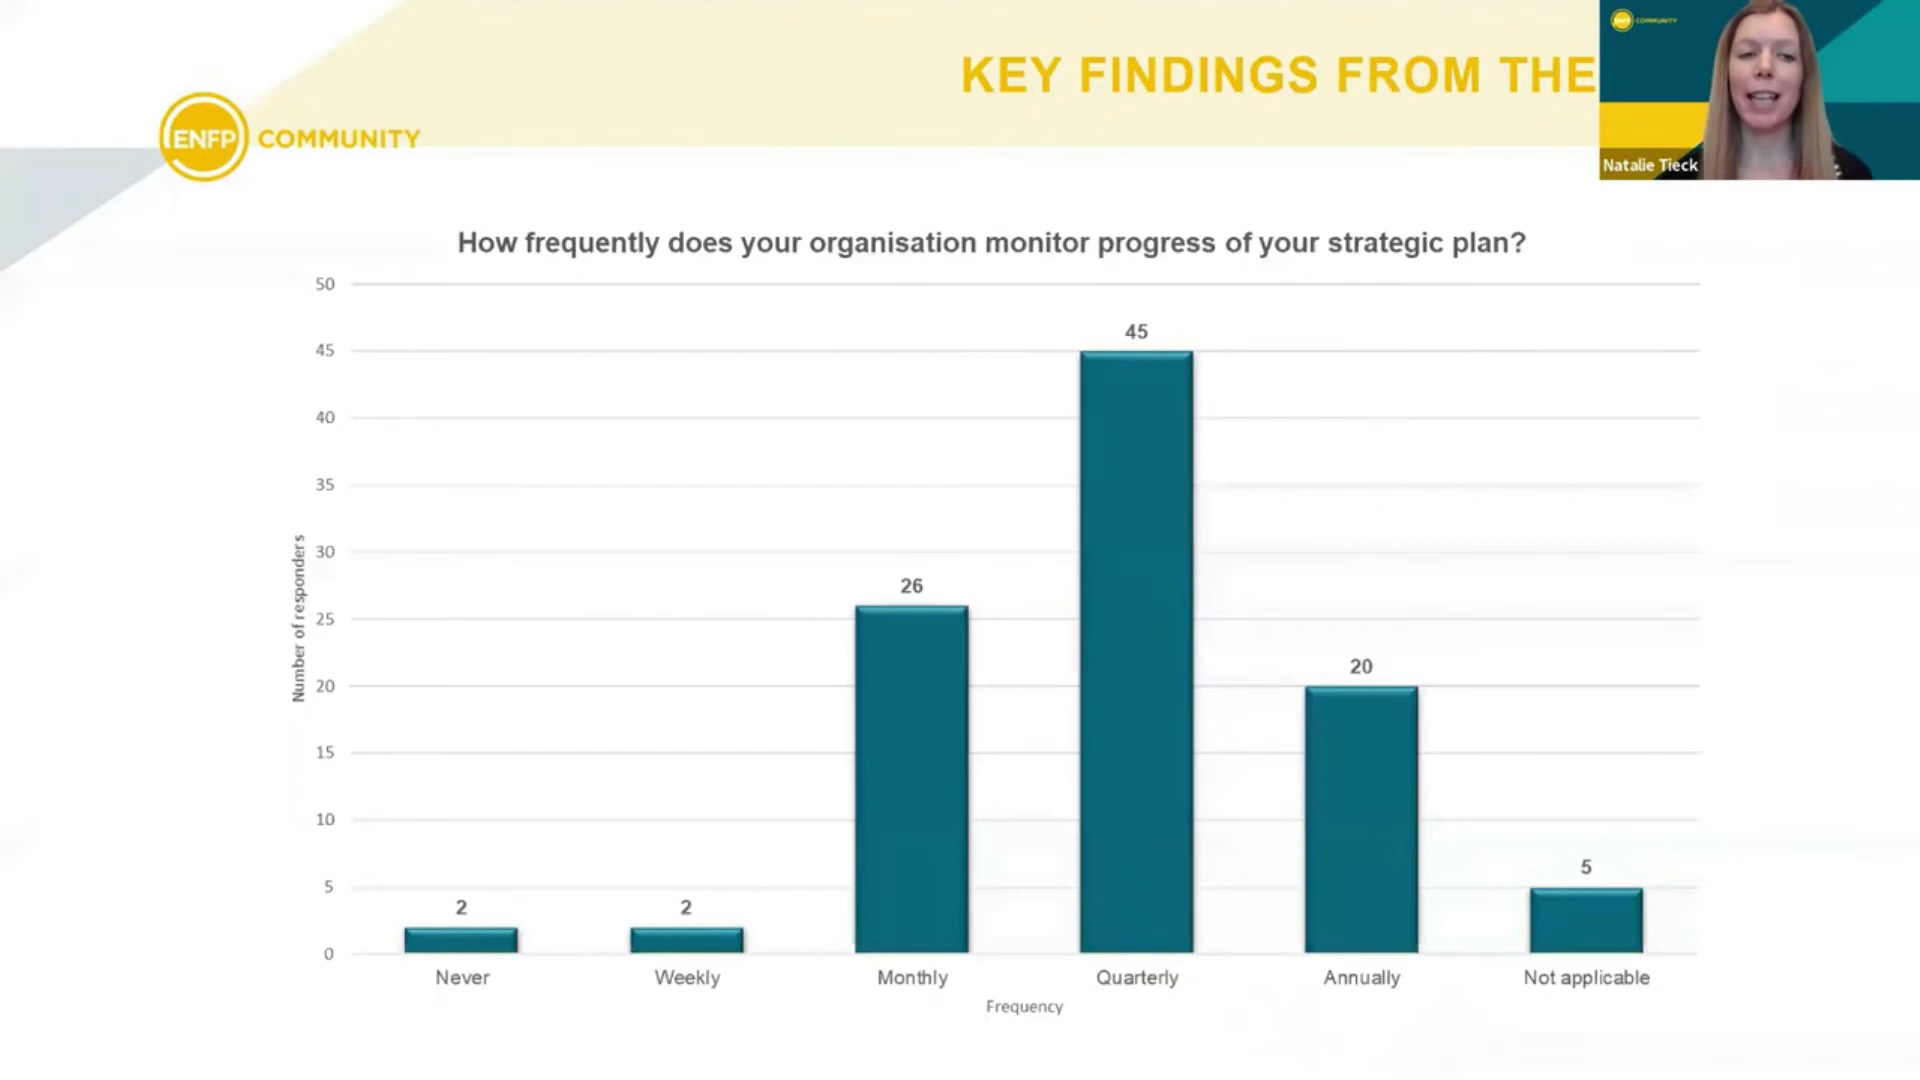 KEY FINDINGS FROM THE
COMMUNITY
Natalie Tieck
ENFP COMMUNITY
How frequently does your organisation monitor progress of your strategic plan?
50
45
40
35
30
25
20
15
10
5
0
Number of responders
2
2
26
45
20
5
Never
Weekly
Monthly
Quarterly
Annually
Not applicable
Frequency